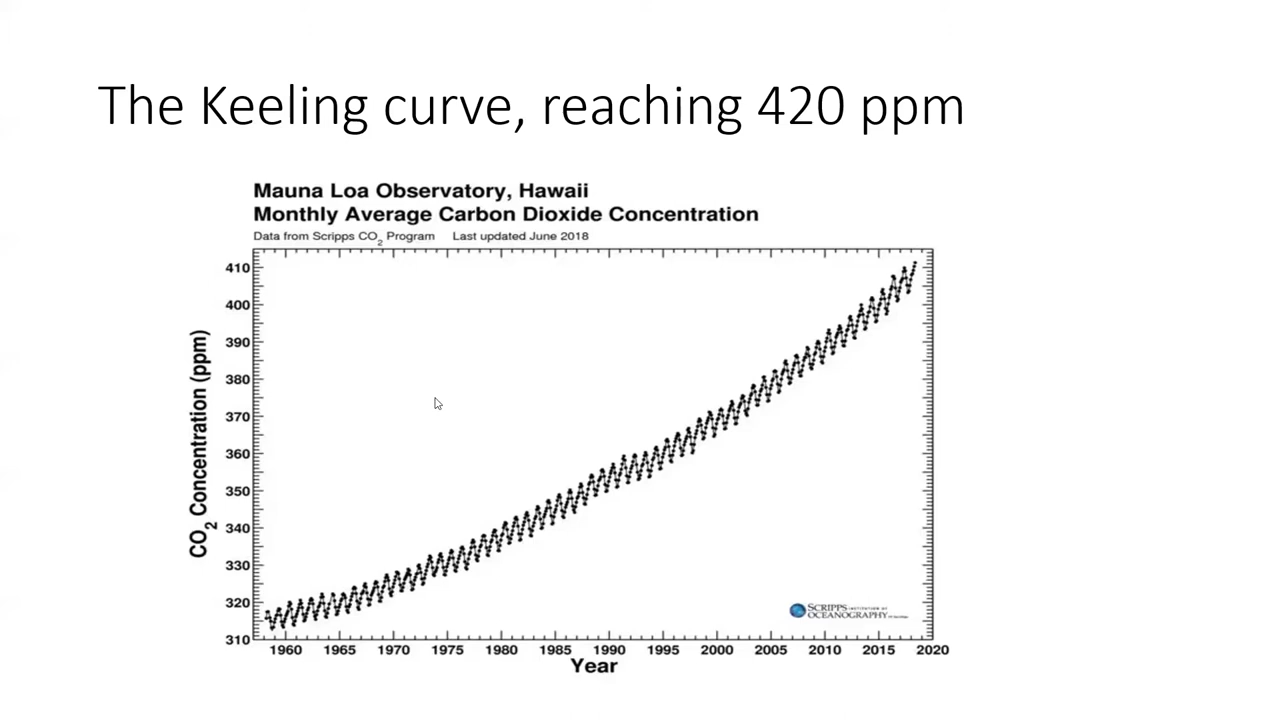 The Keeling curve, reaching 420 ppm
Mauna Loa Observatory, Hawaii
Monthly Average Carbon Dioxide Concentration
Data from Scripps CO2 Program Last updated June 2018
410
400
390
380
370
360
350
340
330
320
310
CO2 Concentration (ppm)
SCRIPPS INSTITUTION OF
OCEANOGRAPHY
1960 1965 1970 1975 1980 1985 1990 1995 2000 2005 2010 2015 2020
Year